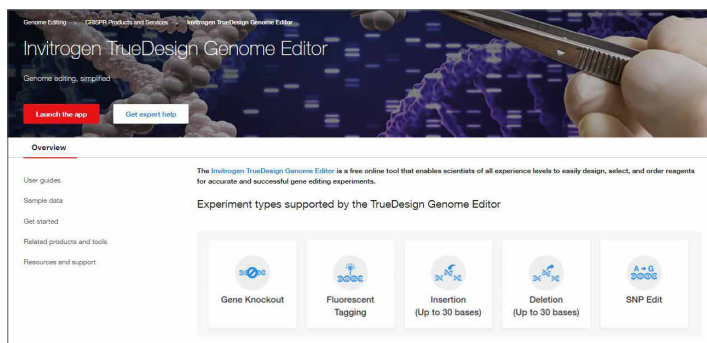 Genome Editing
CRISPR Products and Services
Invitrogen TrueDesign Genome Editor
Invitrogen TrueDesign Genome Editor
Genome editing, simplified
Launch the app
Get expert help
Overview
User guides
Sample data
Get started
Related products and tools
Resources and support
The Invitrogen TrueDesign Genome Editor is a free online tool that enables scientists of all experience levels to easily design, select, and order reagents
for accurate and successful gene editing experiments.
Experiment types supported by the TrueDesign Genome Editor
Gene Knockout
Fluorescent
Tagging
Insertion
(Up to 30 bases)
Deletion
(Up to 30 bases)
A → G
SNP Edit